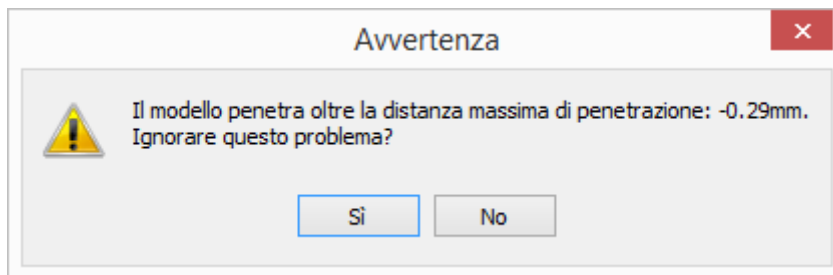 Avvertenza
Il modello penetra oltre la distanza massima di penetrazione: -0.29mm.
Ignorare questo problema?
Sì
No